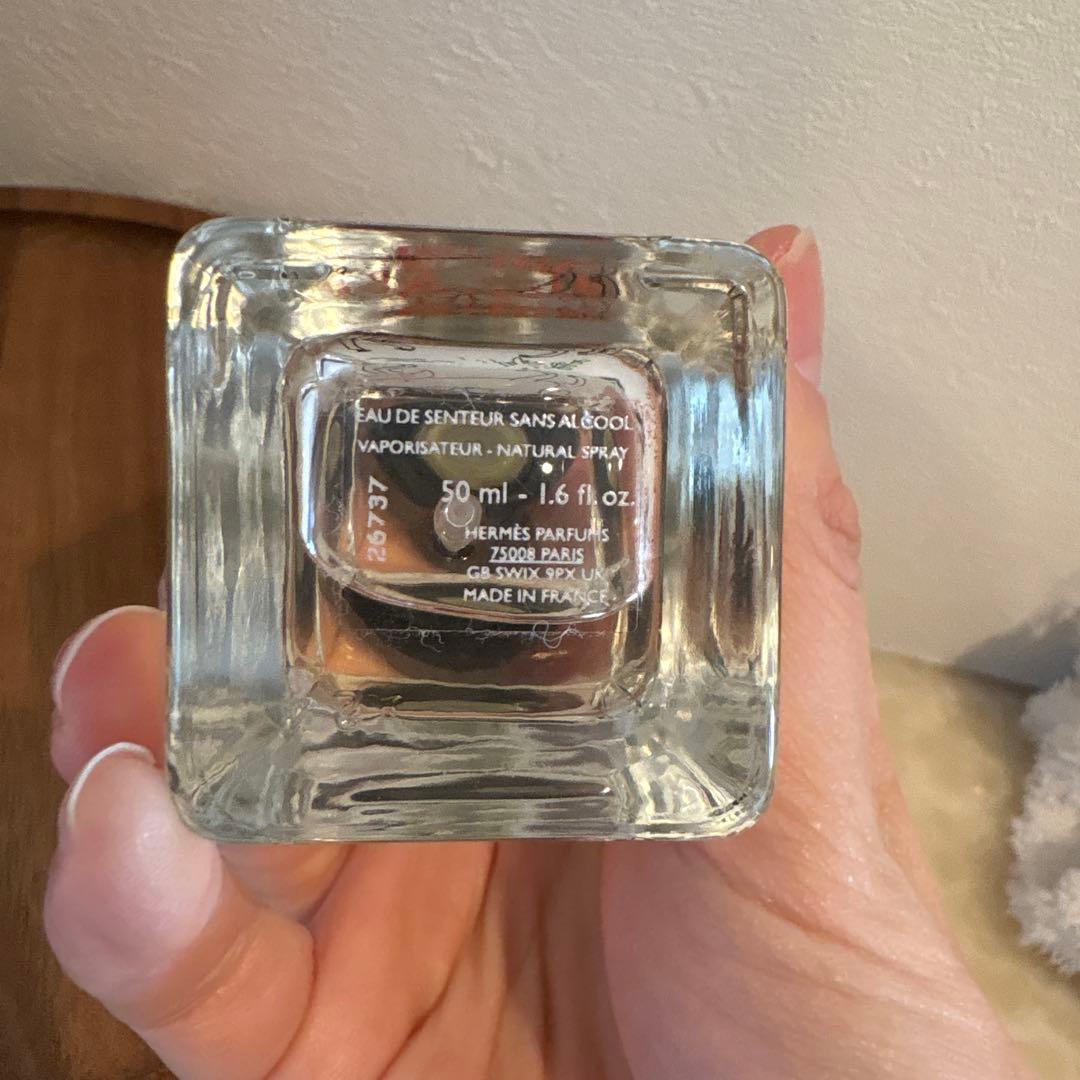 EAU DE SENTEUR SANS ALCOOL
VAPORISATEUR - NATURAL SPRAY
50 ml - 1.6 fl. oz.
HERMÈS PARFUMS
75008 PARIS
GB SW1X 9PX UK
MADE IN FRANCE
26737